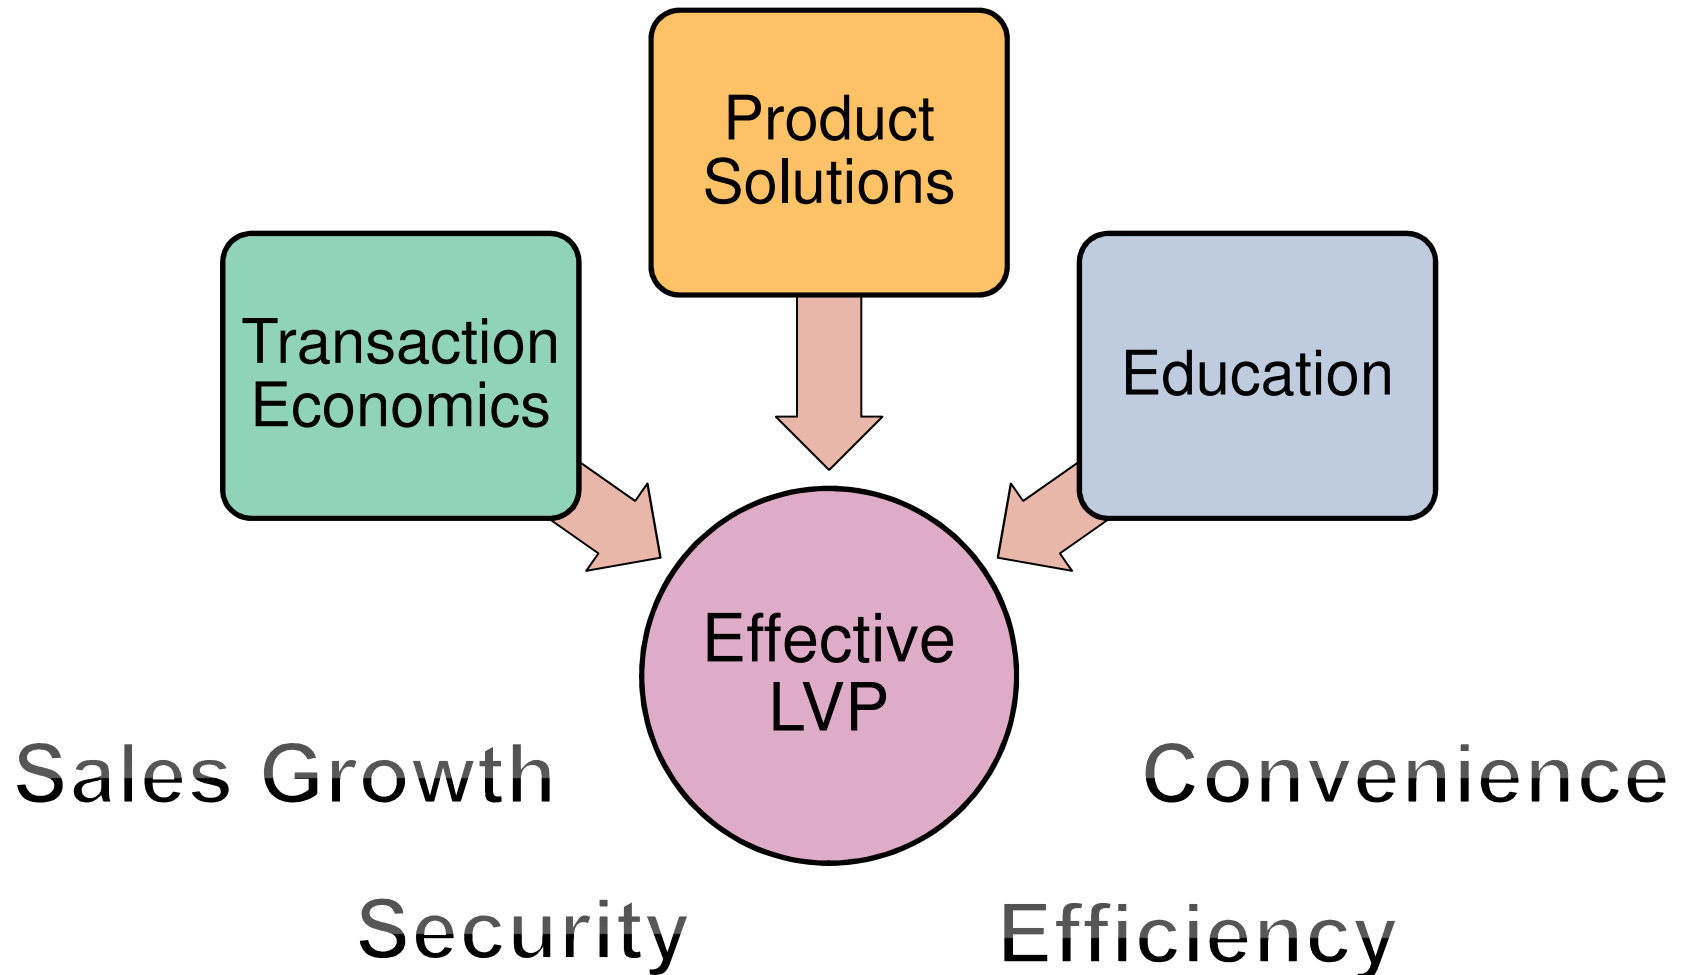 Product
Solutions
Transaction
Economics
Education
Effective
LVP
Sales Growth
Convenience
Security
Efficiency